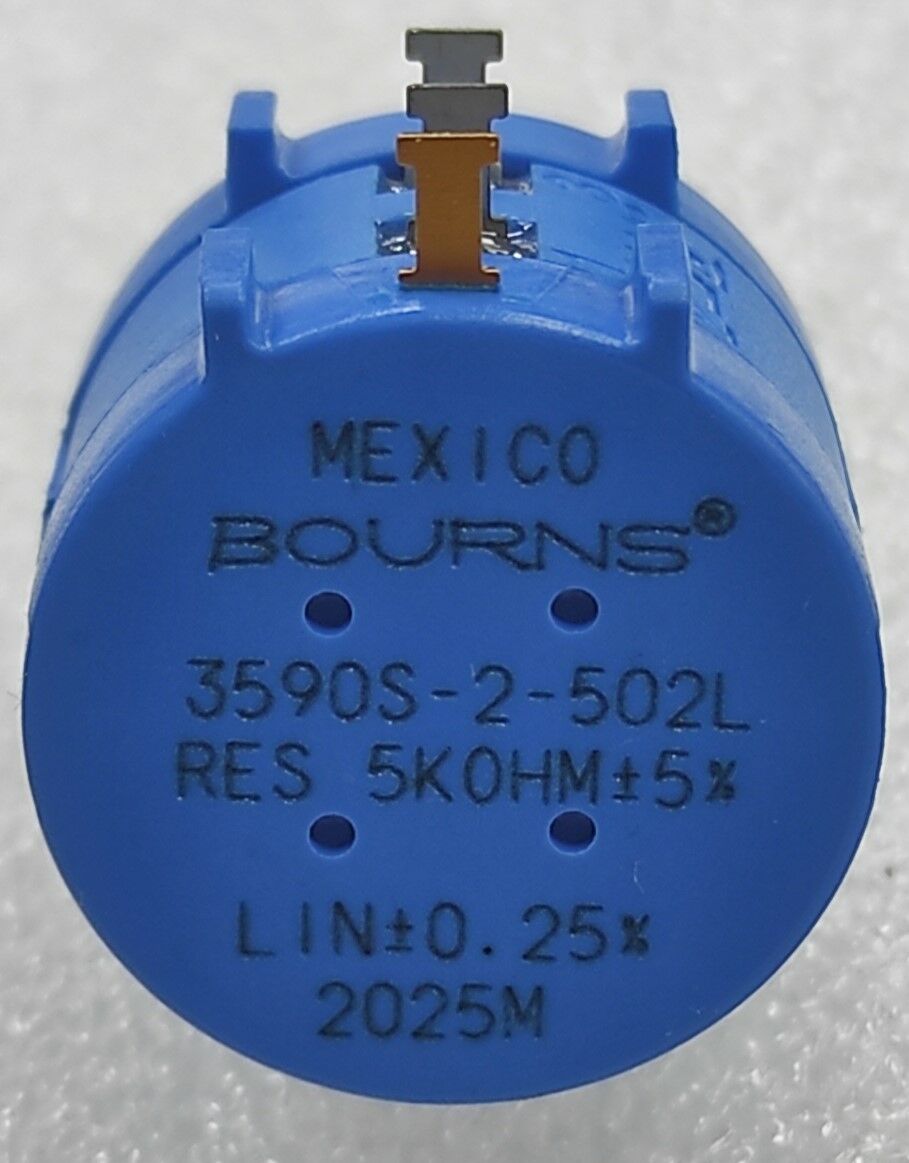 MEXICO
BOURNS®
3590S-2-502L
RES 5KOHM±5%
LIN±0.25%
2025M